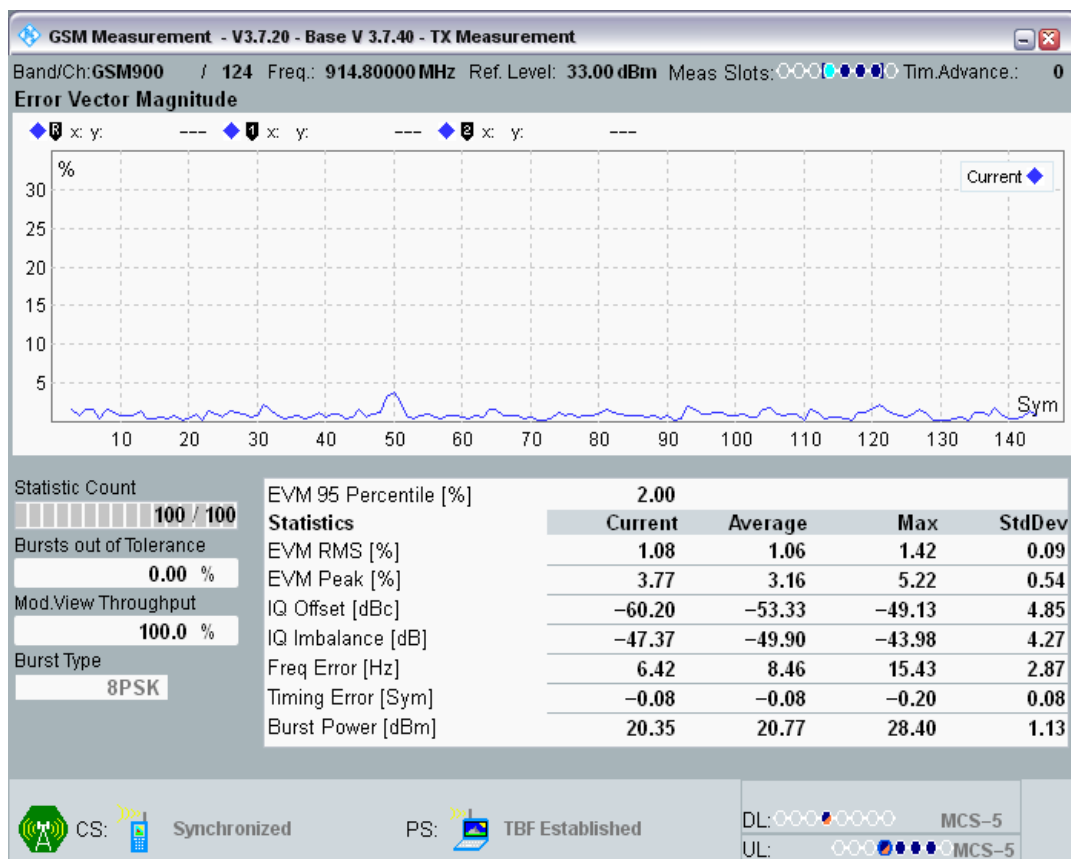 GSM Measurement - V3.7.20 - Base V 3.7.40 - TX Measurement
Band/Ch:GSM900 / 124 Freq.: 914.80000 MHz Ref. Level: 33.00 dBm Meas Slots: Tim.Advance.: 0
Error Vector Magnitude
R x: y: --- 1 x: y: --- 2 x: y: ---
%
Current
30
25
20
15
10
5
Sym
10 20 30 40 50 60 70 80 90 100 110 120 130 140
Statistic Count
100 / 100
Bursts out of Tolerance
0.00 %
Mod.View Throughput
100.0 %
Burst Type
8PSK
EVM 95 Percentile [%] 2.00
Statistics Current Average Max StdDev
EVM RMS [%] 1.08 1.06 1.42 0.09
EVM Peak [%] 3.77 3.16 5.22 0.54
IQ Offset [dBc] −60.20 −53.33 −49.13 4.85
IQ Imbalance [dB] −47.37 −49.90 −43.98 4.27
Freq Error [Hz] 6.42 8.46 15.43 2.87
Timing Error [Sym] −0.08 −0.08 −0.20 0.08
Burst Power [dBm] 20.35 20.77 28.40 1.13
CS: Synchronized PS: TBF Established
DL: MCS−5
UL: MCS−5